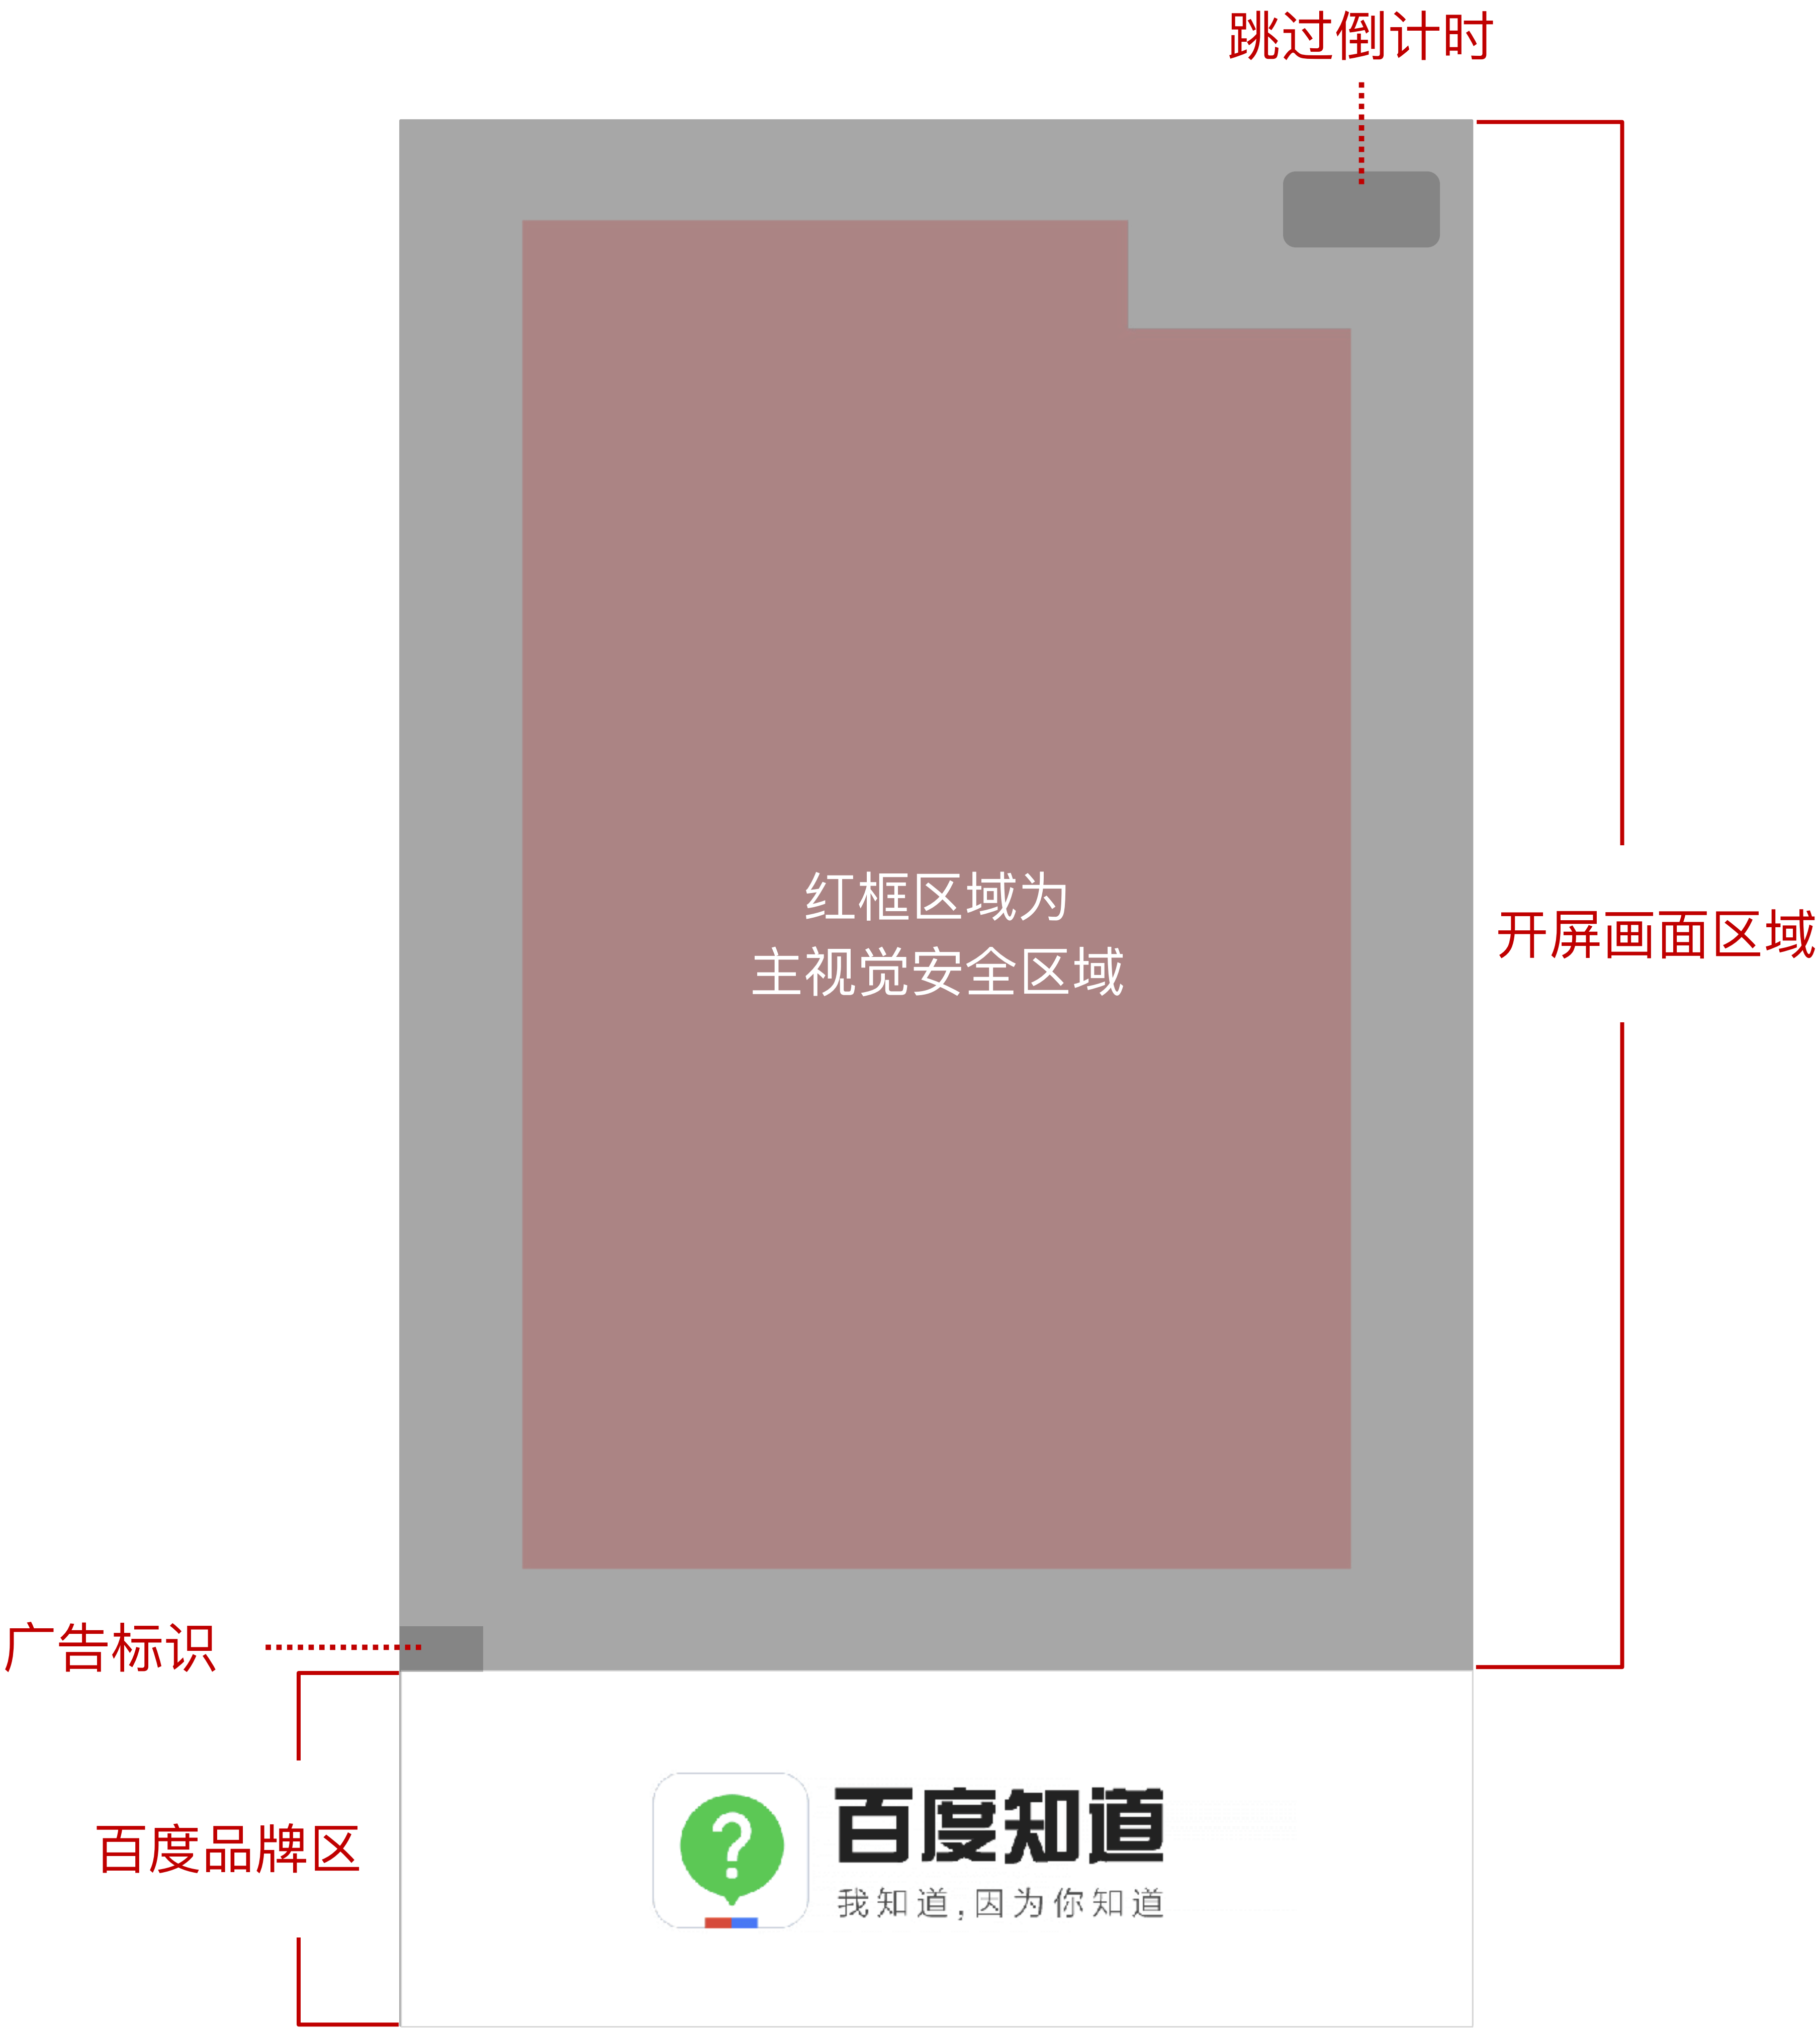 跳过倒计时
红框区域为
主视觉安全区域
开屏画面区域
广告标识
百度品牌区
百度知道
我知道,因为你知道